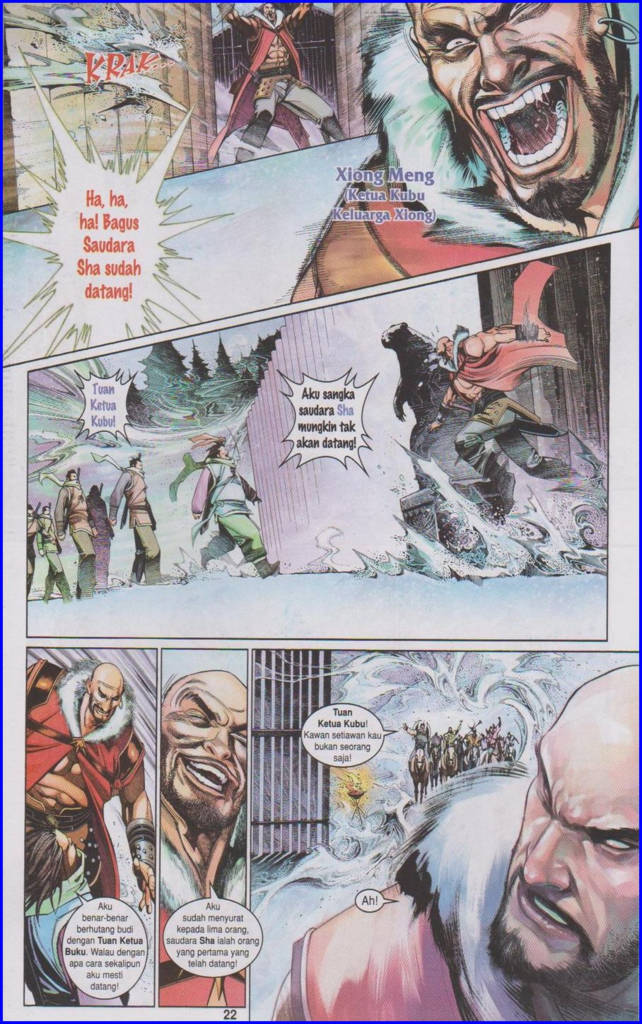 KRAK
Ha, ha,
ha! Bagus
Saudara
Sha sudah
datang!
Xiong Meng
(Ketua Kubu
Keluarga Xiong)
Tuan
Ketua
Kubu!
Aku sangka
saudara Sha
mungkin tak
akan datang!
Aku
benar-benar
berhutang budi
dengan Tuan Ketua
Buku. Walau dengan
apa cara sekalipun
aku mesti
datang!
Aku
sudah menyurat
kepada lima orang,
saudara Sha ialah orang
yang pertama yang
telah datang!
Tuan
Ketua Kubu!
Kawan setiawan kau
bukan seorang
saja!
Ah!
22